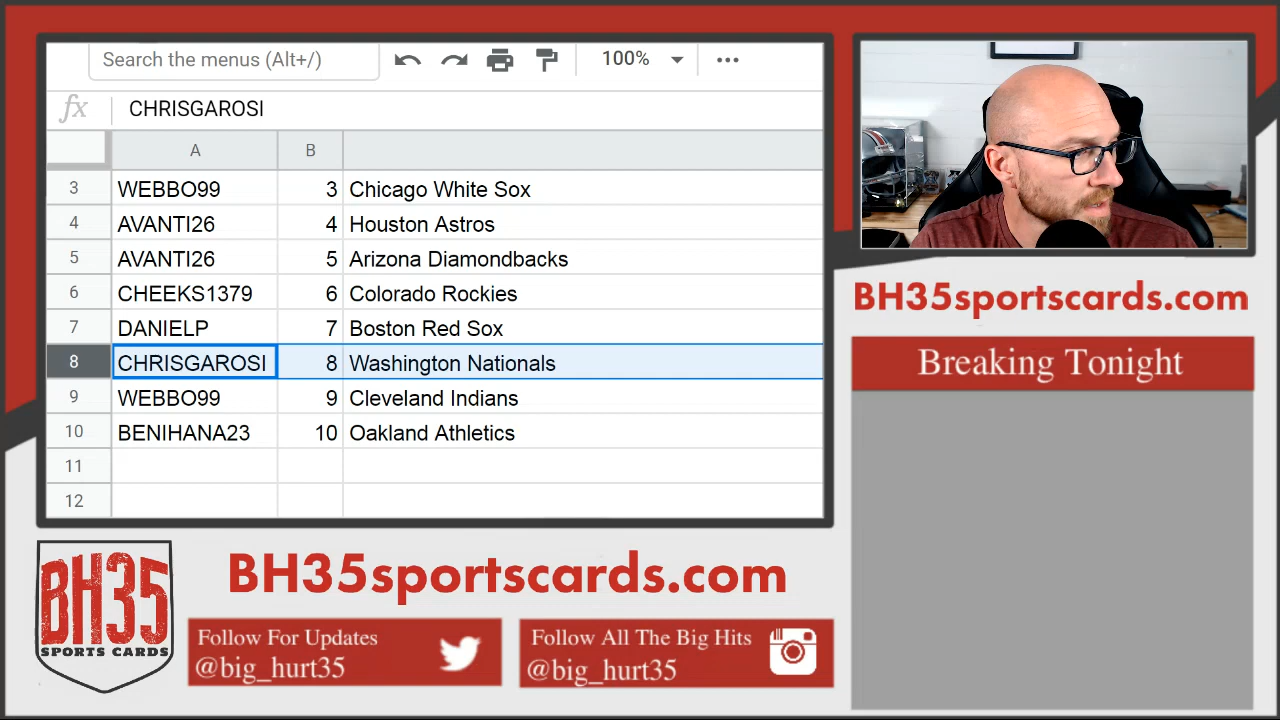 Search the menus (Alt+/)
100%
fx CHRISGAROSI
A B
3 WEBBO99 3 Chicago White Sox
4 AVANTI26 4 Houston Astros
5 AVANTI26 5 Arizona Diamondbacks
6 CHEEKS1379 6 Colorado Rockies
7 DANIELP 7 Boston Red Sox
8 CHRISGAROSI 8 Washington Nationals
9 WEBBO99 9 Cleveland Indians
10 BENIHANA23 10 Oakland Athletics
11
12
BH35sportscards.com
Breaking Tonight
BH35
SPORTS CARDS
BH35sportscards.com
Follow For Updates
@big_hurt35
Follow All The Big Hits
@big_hurt35